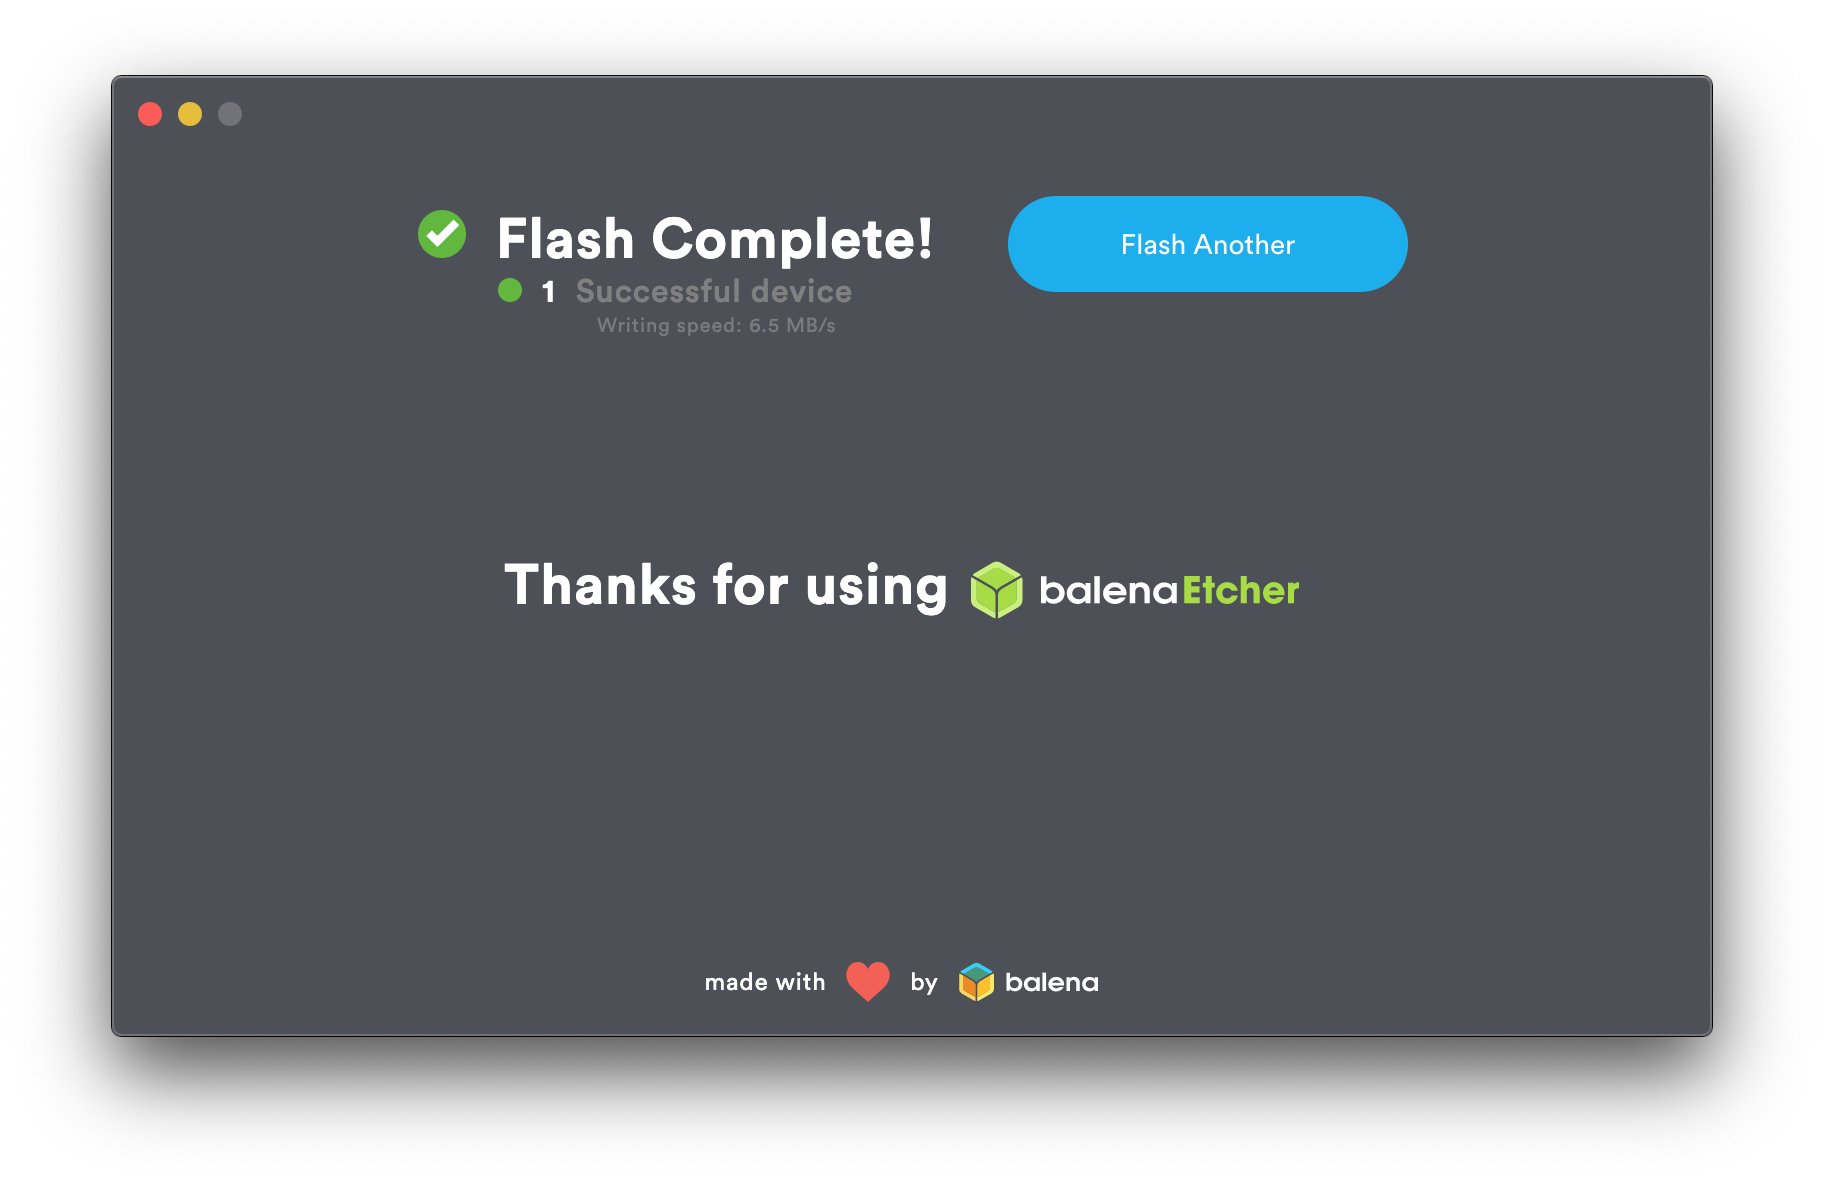 Flash Complete!
Flash Another
1 Successful device
Writing speed: 6.5 MB/s
Thanks for using balenaEtcher
made with by balena